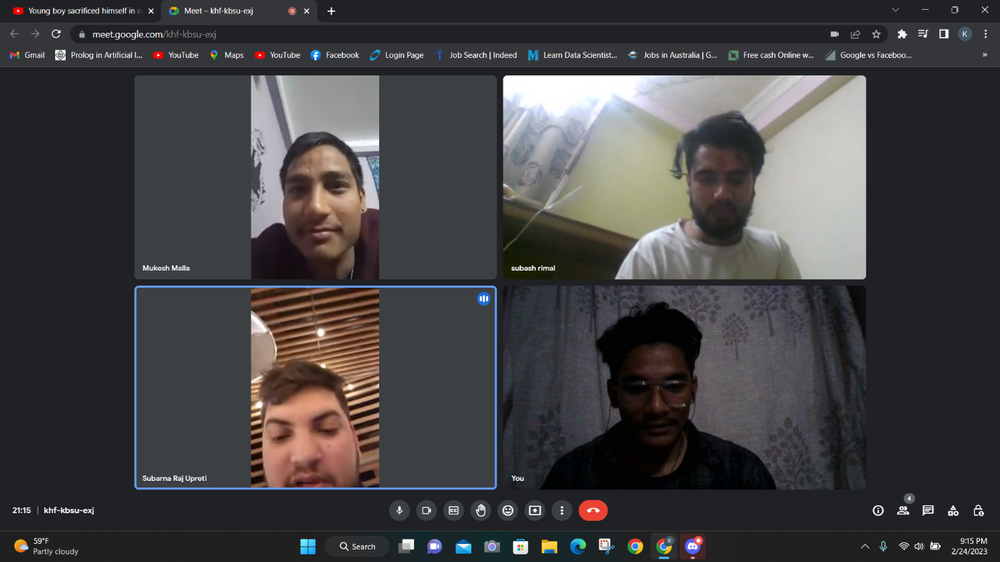 Young boy sacrificed himself in o
Meet – khf-kbsu-exj
meet.google.com/khf-kbsu-exj
K
Gmail
Prolog in Artificial I...
YouTube
Maps
YouTube
Facebook
Login Page
Job Search | Indeed
Learn Data Scientist...
Jobs in Australia | G...
Free cash Online w...
Google vs Faceboo...
»
Mukesh Malla
subash rimal
Subarna Raj Upreti
You
21:15 | khf-kbsu-exj
4
59°F
Partly cloudy
Search
K
9:15 PM
2/24/2023